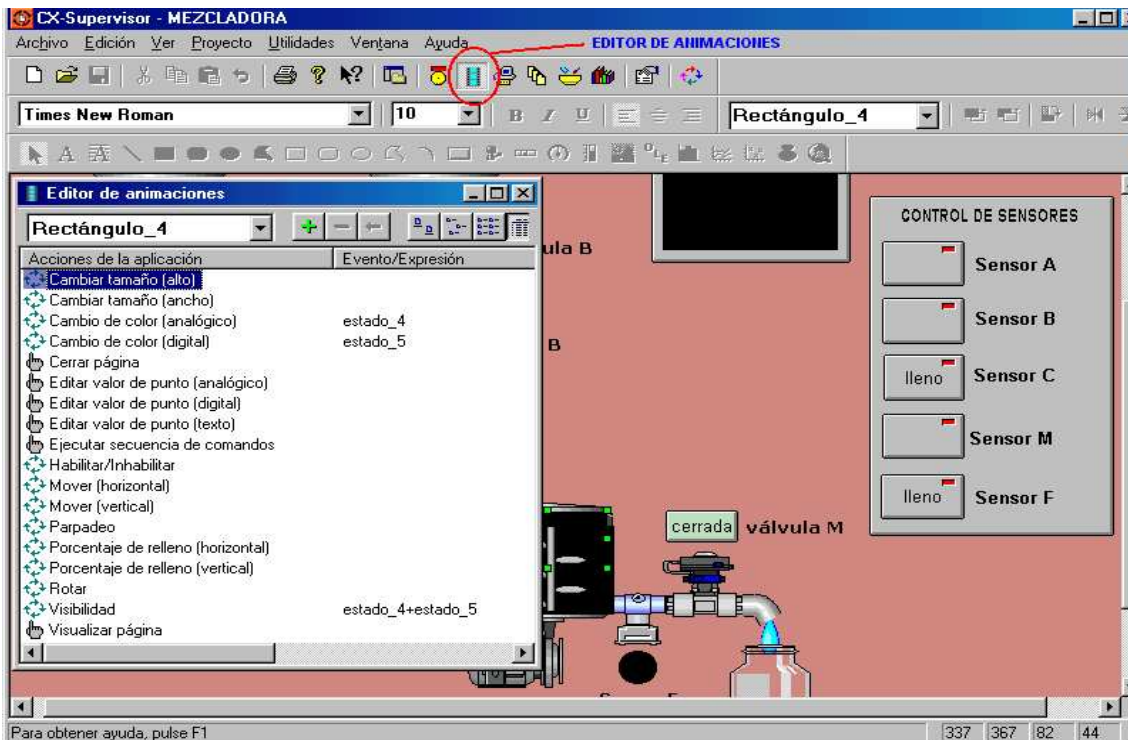 CX-Supervisor - MEZCLADORA
Archivo Edición Ver Proyecto Utilidades Ventana Ayuda
EDITOR DE ANIMACIONES
Times New Roman 10 B I U Rectángulo_4
Editor de animaciones
Rectángulo_4
Acciones de la aplicación Evento/Expresión
Cambiar tamaño (alto)
Cambiar tamaño (ancho)
Cambio de color (analógico) estado_4
Cambio de color (digital) estado_5
Cerrar página
Editar valor de punto (analógico)
Editar valor de punto (digital)
Editar valor de punto (texto)
Ejecutar secuencia de comandos
Habilitar/Inhabilitar
Mover (horizontal)
Mover (vertical)
Parpadeo
Porcentaje de relleno (horizontal)
Porcentaje de relleno (vertical)
Rotar
Visibilidad estado_4+estado_5
Visualizar página
ula B
B
CONTROL DE SENSORES
Sensor A
Sensor B
lleno Sensor C
Sensor M
lleno Sensor F
cerrada válvula M
Para obtener ayuda, pulse F1
337 367 82 44